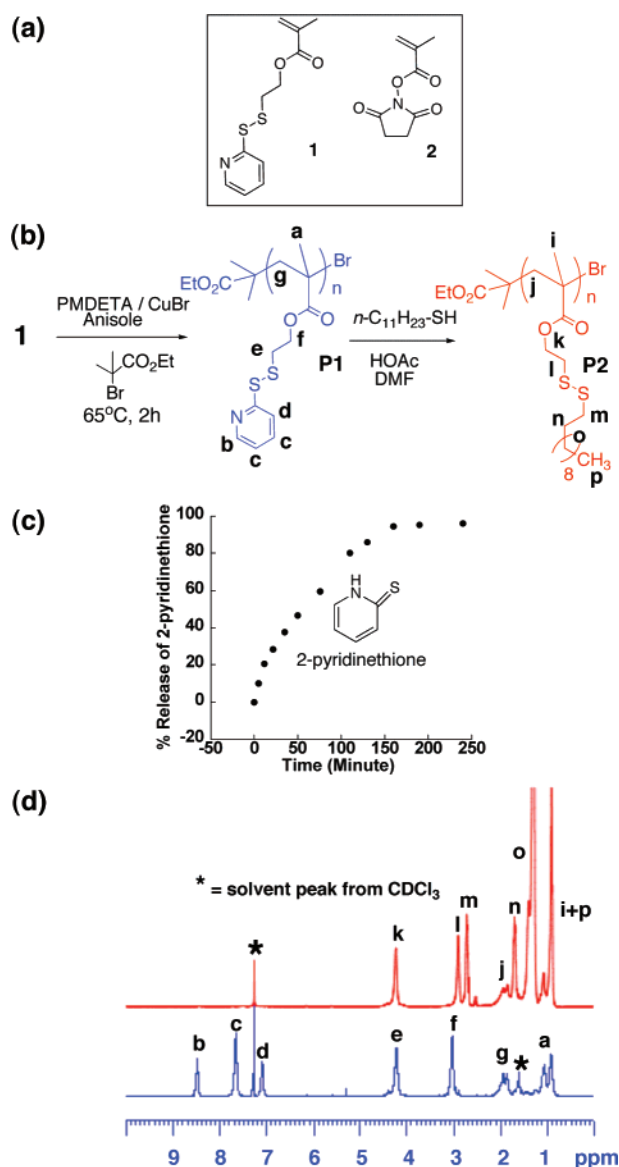 (a)
O
O
S
S
N
1
O
O
N
O
O
2
(b)
1
PMDETA / CuBr
Anisole
CO2Et
Br
65°C, 2h
a
Br
g
n
EtO2C
O
O
f
e
P1
S
S
d
N
c
b
c
n-C11H23-SH
HOAc
DMF
i
Br
j
n
EtO2C
O
O
k
l
P2
S-S
n
m
o
8
CH3
p
(c)
% Release of 2-pyridinethione
100
80
60
40
20
0
H
N
S
2-pyridinethione
-50 0 50 100 150 200 250
Time (Minute)
(d)
* = solvent peak from CDCl3
*
k
l
m
j
n
o
i+p
b
c
d
e
f
g
*
a
9 8 7 6 5 4 3 2 1 ppm